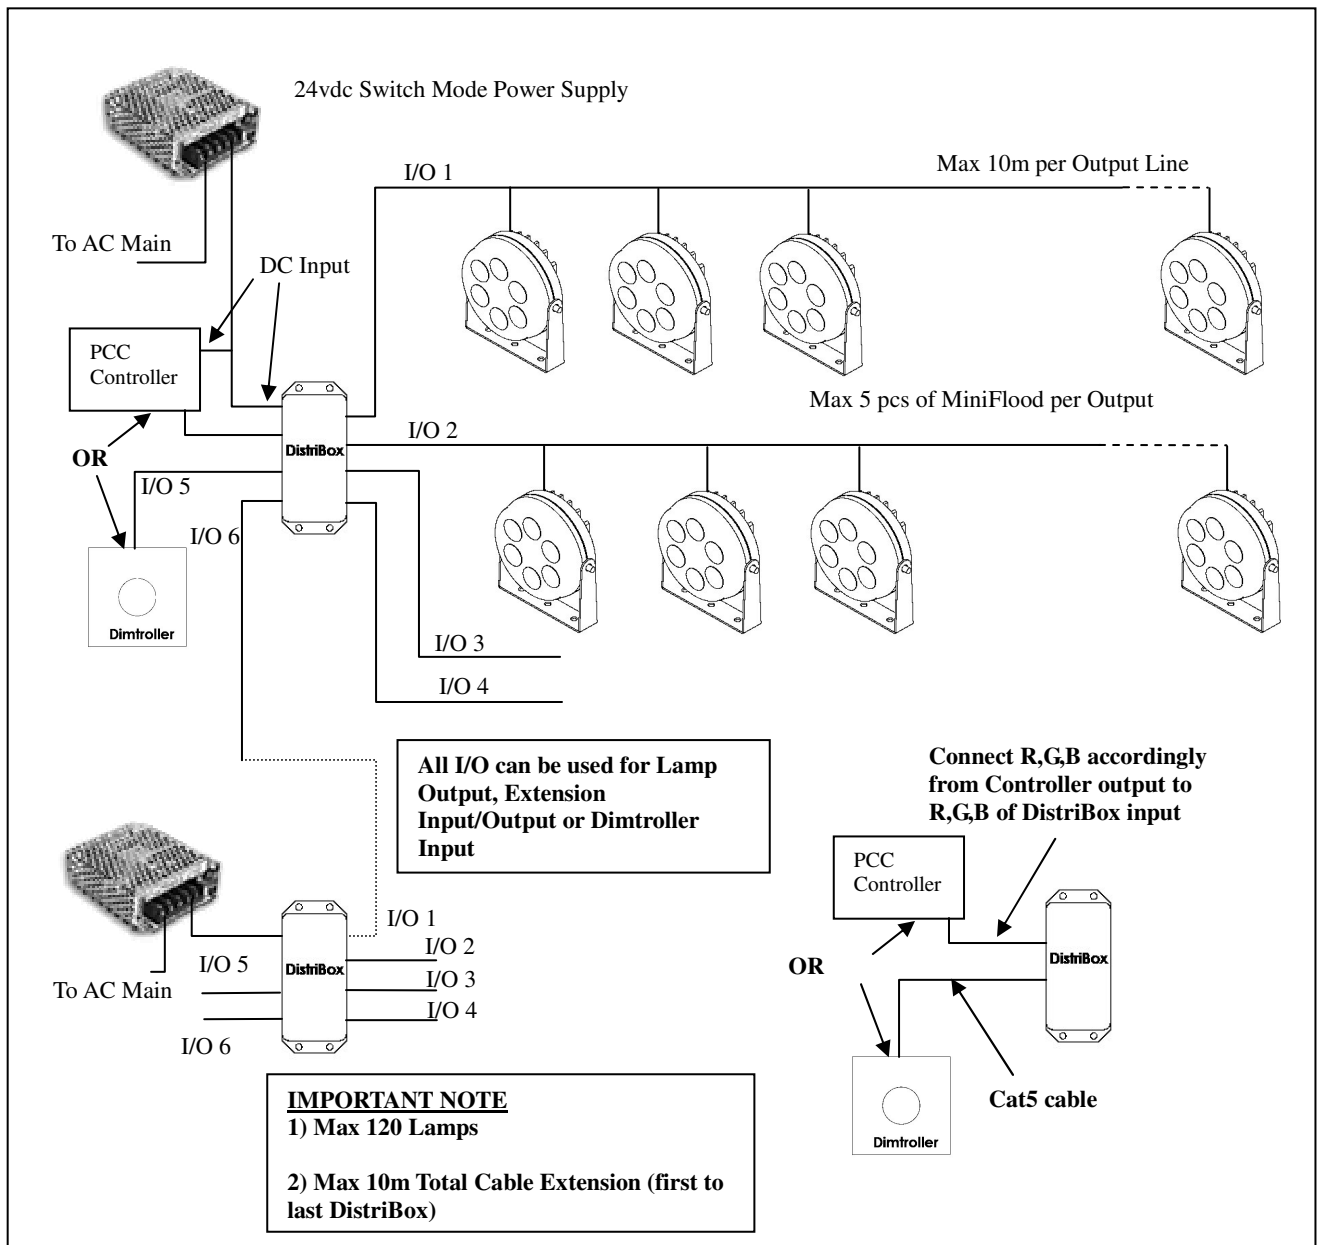 24vdc Switch Mode Power Supply
I/O 1
Max 10m per Output Line
To AC Main
DC Input
PCC
Controller
Max 5 pcs of MiniFlood per Output
I/O 2
DistriBox
OR
I/O 5
I/O 6
Dimtroller
I/O 3
I/O 4
All I/O can be used for Lamp
Output, Extension
Input/Output or Dimtroller
Input
Connect R,G,B accordingly
from Controller output to
R,G,B of DistriBox input
PCC
Controller
I/O 1
I/O 2
I/O 5
DistriBox
I/O 3
To AC Main
I/O 4
I/O 6
OR
DistriBox
Cat5 cable
Dimtroller
IMPORTANT NOTE
1) Max 120 Lamps
2) Max 10m Total Cable Extension (first to
last DistriBox)